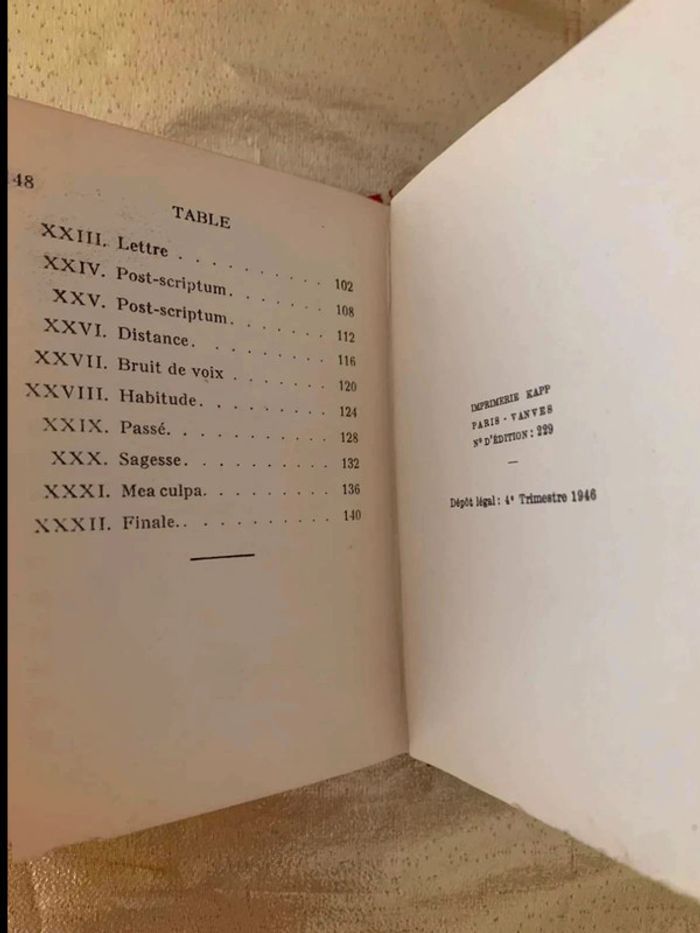 48
TABLE
XXIII. Lettre . . . . . . . . . . 102
XXIV. Post-scriptum. . . . . . . 108
XXV. Post-scriptum. . . . . . . 112
XXVI. Distance. . . . . . . . . 116
XXVII. Bruit de voix . . . . . . . 120
XXVIII. Habitude. . . . . . . . . 124
XXIX. Passé. . . . . . . . . . . 128
XXX. Sagesse. . . . . . . . . . 132
XXXI. Mea culpa. . . . . . . . . 136
XXXII. Finale.. . . . . . . . . . 140
IMPRIMERIE KAPP
PARIS - VANVES
N° D'ÉDITION : 229
Dépôt légal : 4e Trimestre 1946